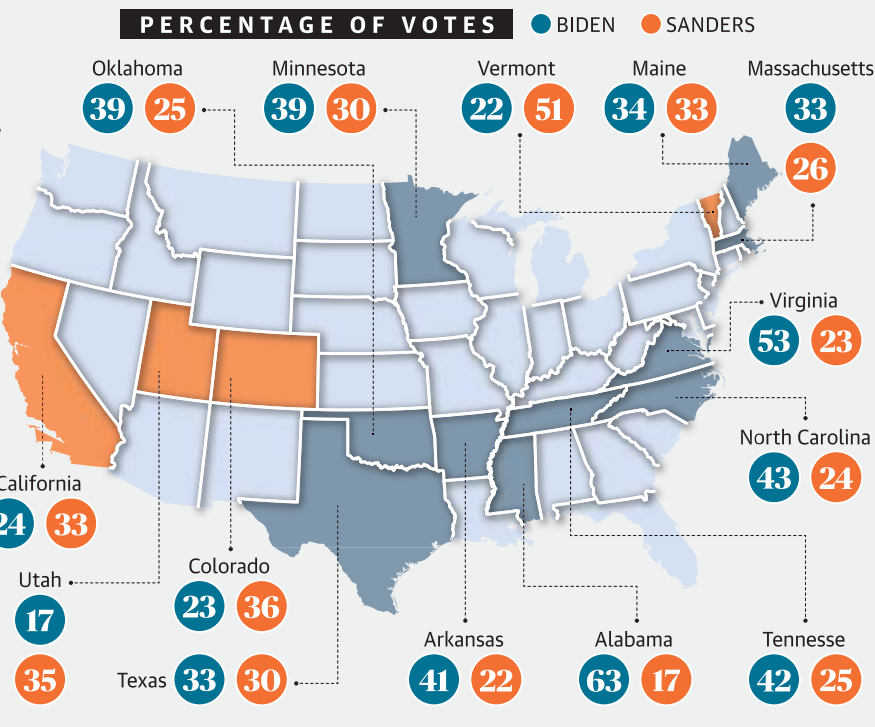 PERCENTAGE OF VOTES BIDEN SANDERS
Oklahoma
39 25
Minnesota
39 30
Vermont
22 51
Maine
34 33
Massachusetts
33
26
Virginia
53 23
North Carolina
43 24
California
24 33
Utah
17
35
Colorado
23 36
Texas 33 30
Arkansas
41 22
Alabama
63 17
Tennesse
42 25